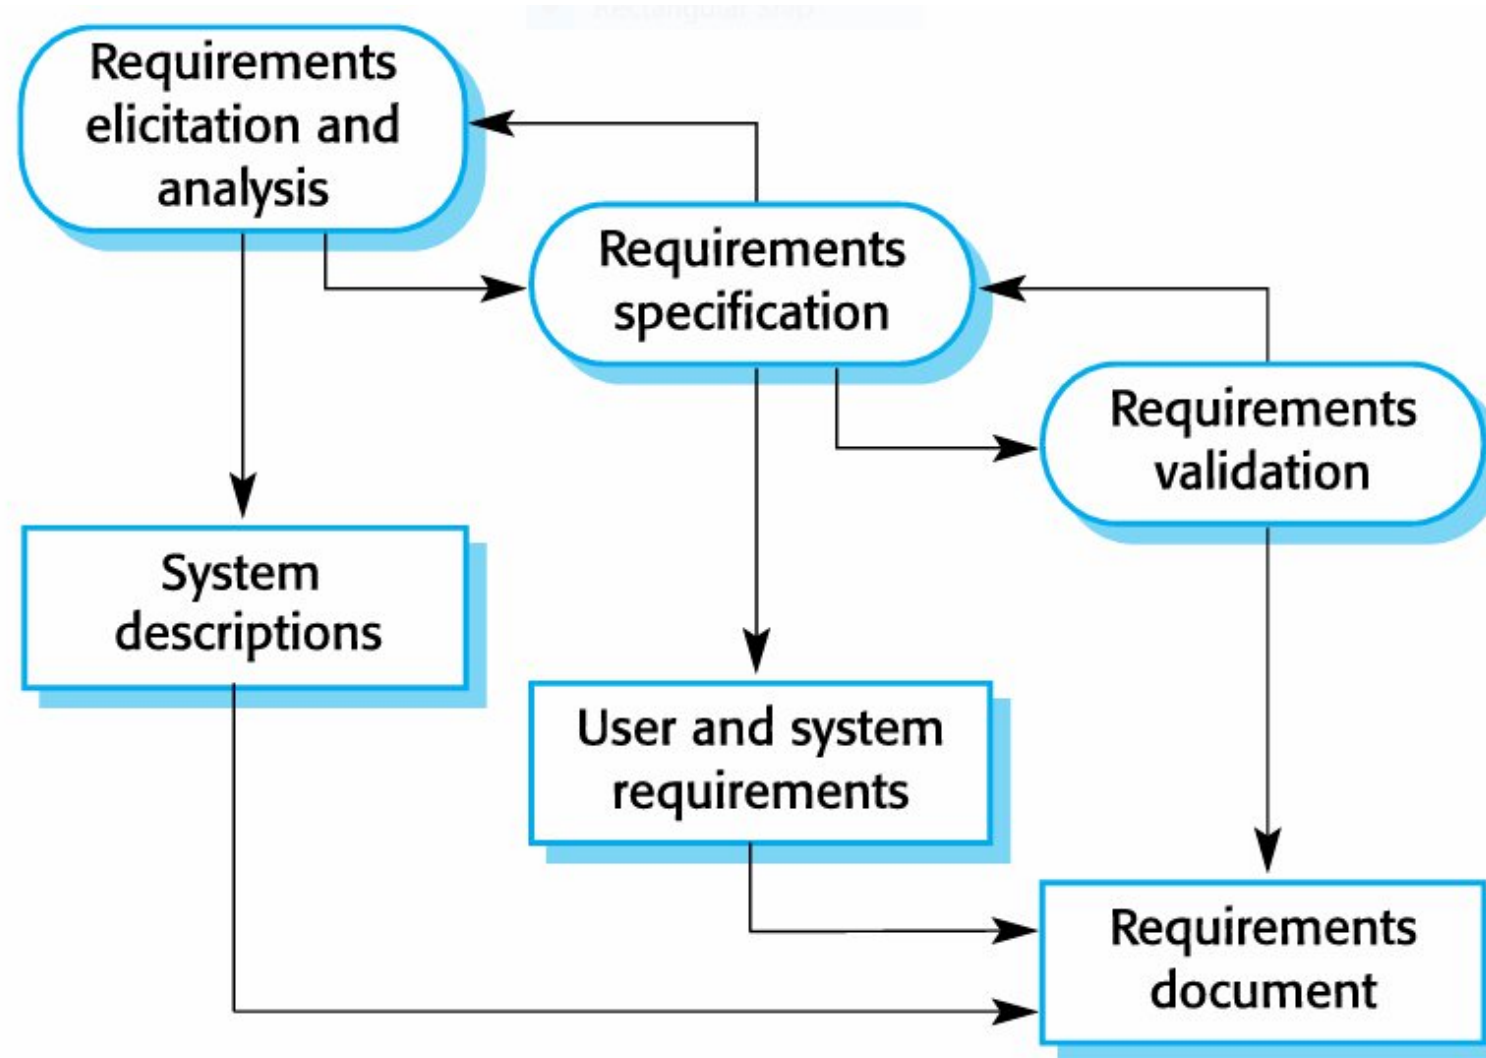 Requirements
elicitation and
analysis
Requirements
specification
Requirements
validation
System
descriptions
User and system
requirements
Requirements
document